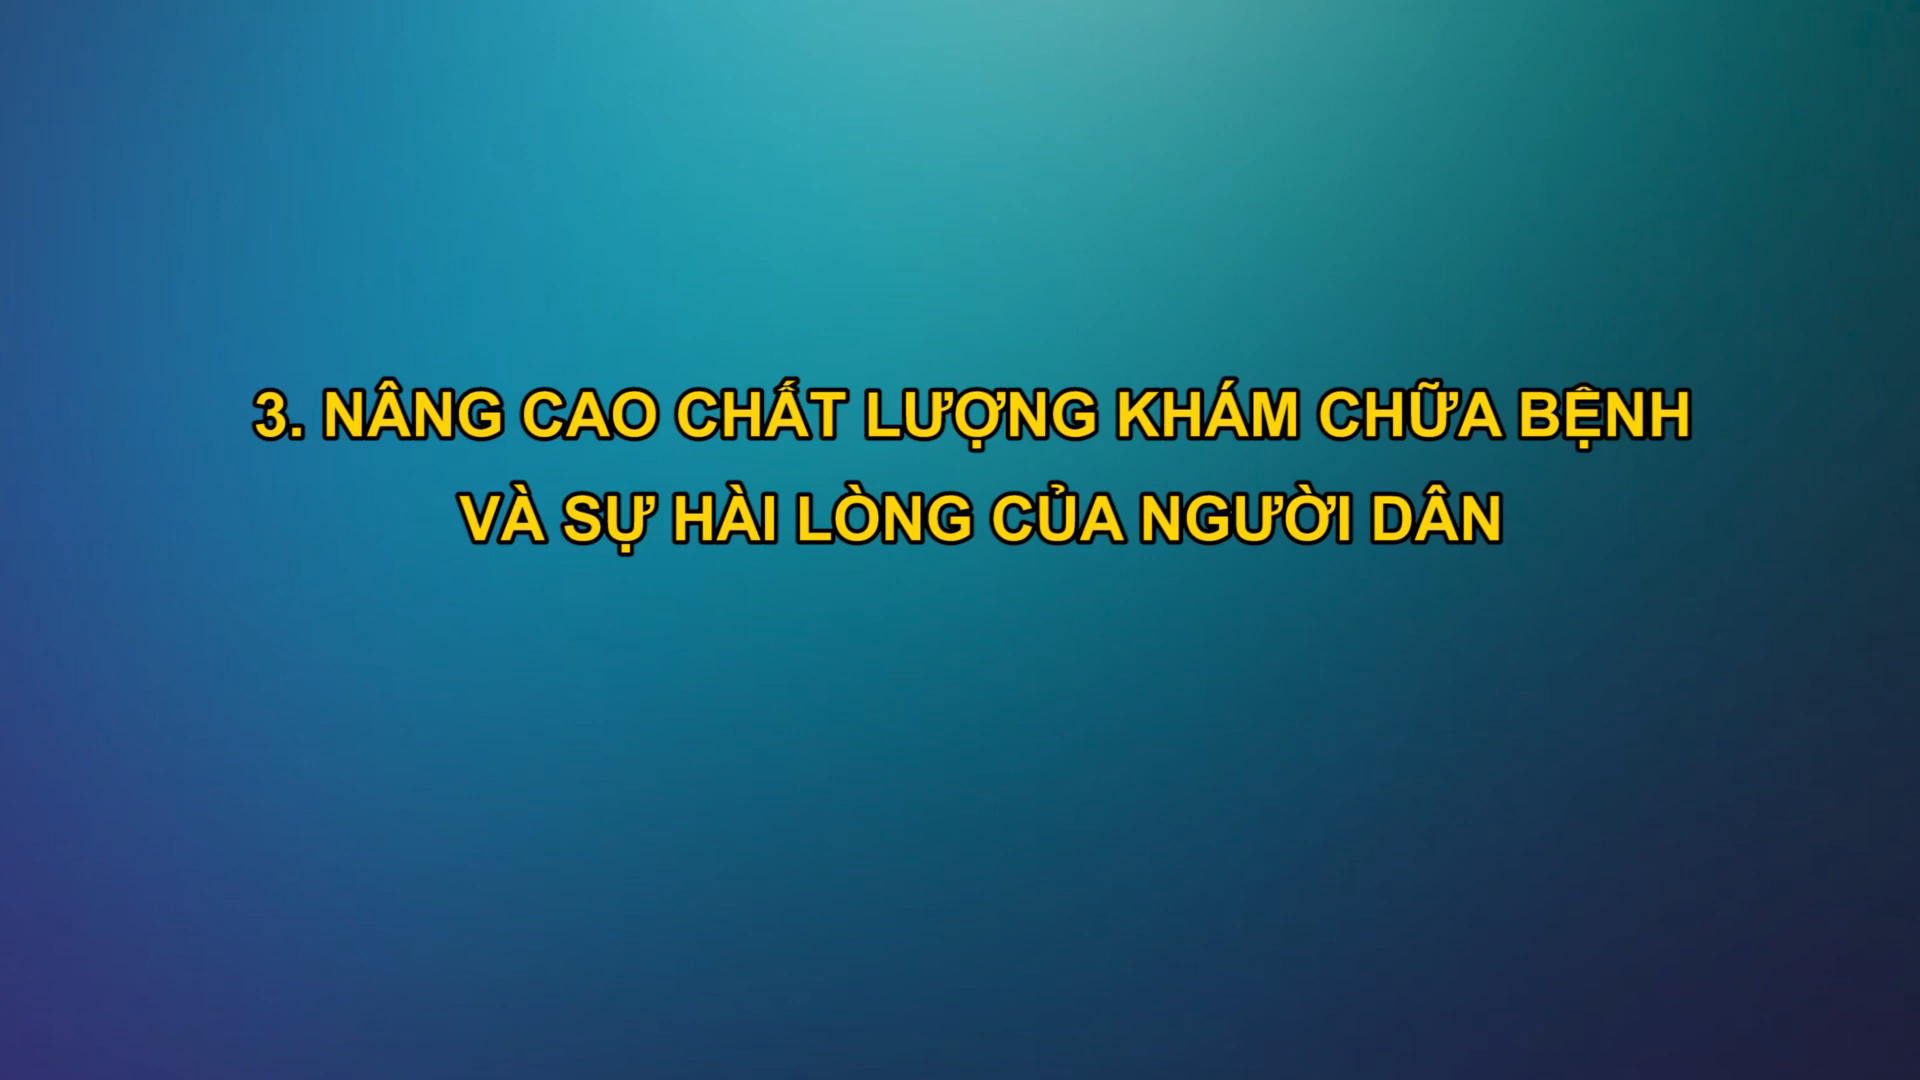 3. NÂNG CAO CHẤT LƯỢNG KHÁM CHỮA BỆNH
VÀ SỰ HÀI LÒNG CỦA NGƯỜI DÂN